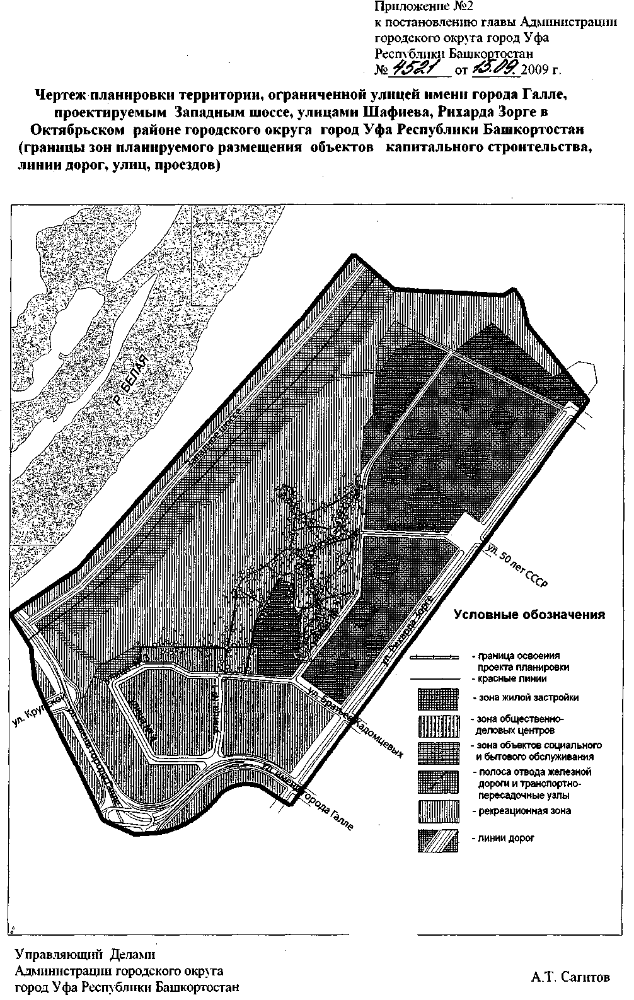 Приложение №2
к постановлению главы Администрации
городского округа город Уфа
Республики Башкортостан
№ 4521 от 15.09. 2009 г.
Чертеж планировки территории, ограниченной улицей имени города Галле,
проектируемым Западным шоссе, улицами Шафиева, Рихарда Зорге в
Октябрьском районе городского округа город Уфа Республики Башкортостан
(границы зон планируемого размещения объектов капитального строительства,
линии дорог, улиц, проездов)
Р. БЕЛАЯ
Западное шоссе
ул. 50 лет СССР
ул. Рихарда Зорге
Условные обозначения
- граница освоения
проекта планировки
- красные линии
- зона жилой застройки
- зона общественно-
деловых центров
- зона объектов социального
и бытового обслуживания
- полоса отвода железной
дороги и транспортно-
пересадочные узлы
- рекреационная зона
- линии дорог
ул. Крупской
ул. имени города Галле
улица № 1
ул. Братьев Кадомцевых
ул. имени города Галле
Управляющий Делами
Администрации городского округа
город Уфа Республики Башкортостан
А.Т. Сагитов